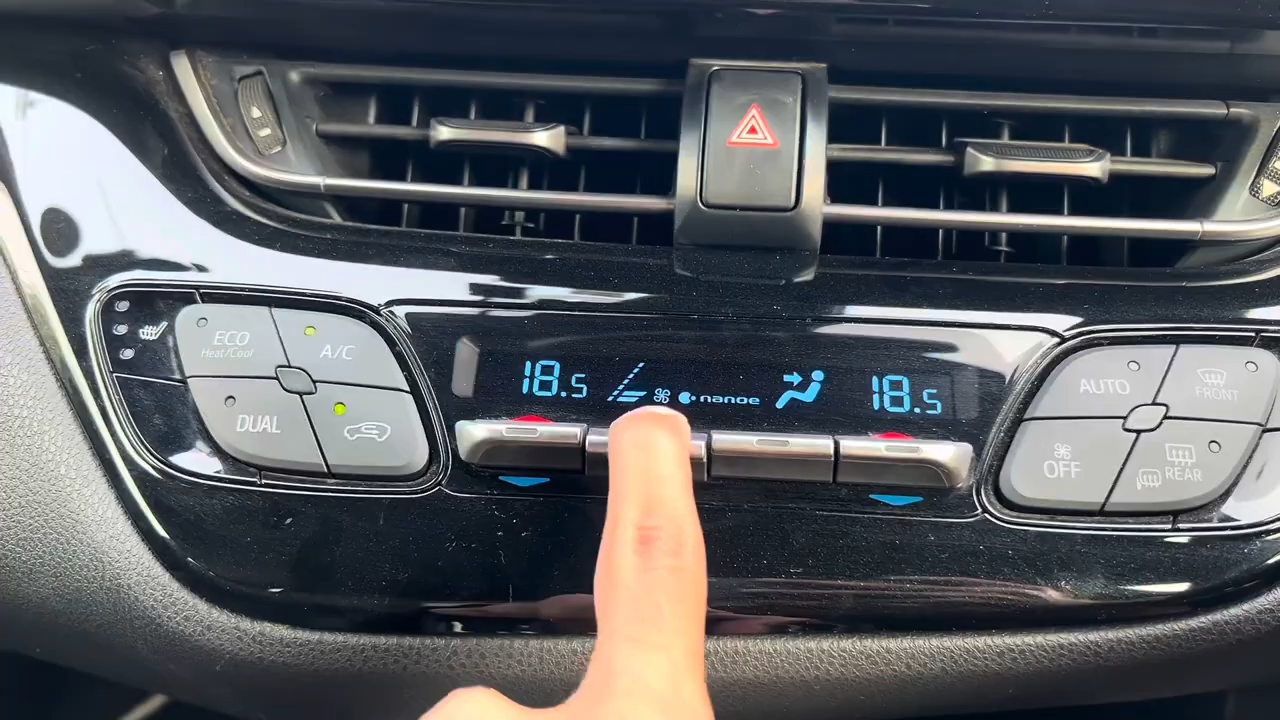 ECO
Heat/Cool
A/C
DUAL
18.5
nanoe
18.5
AUTO
FRONT
OFF
REAR